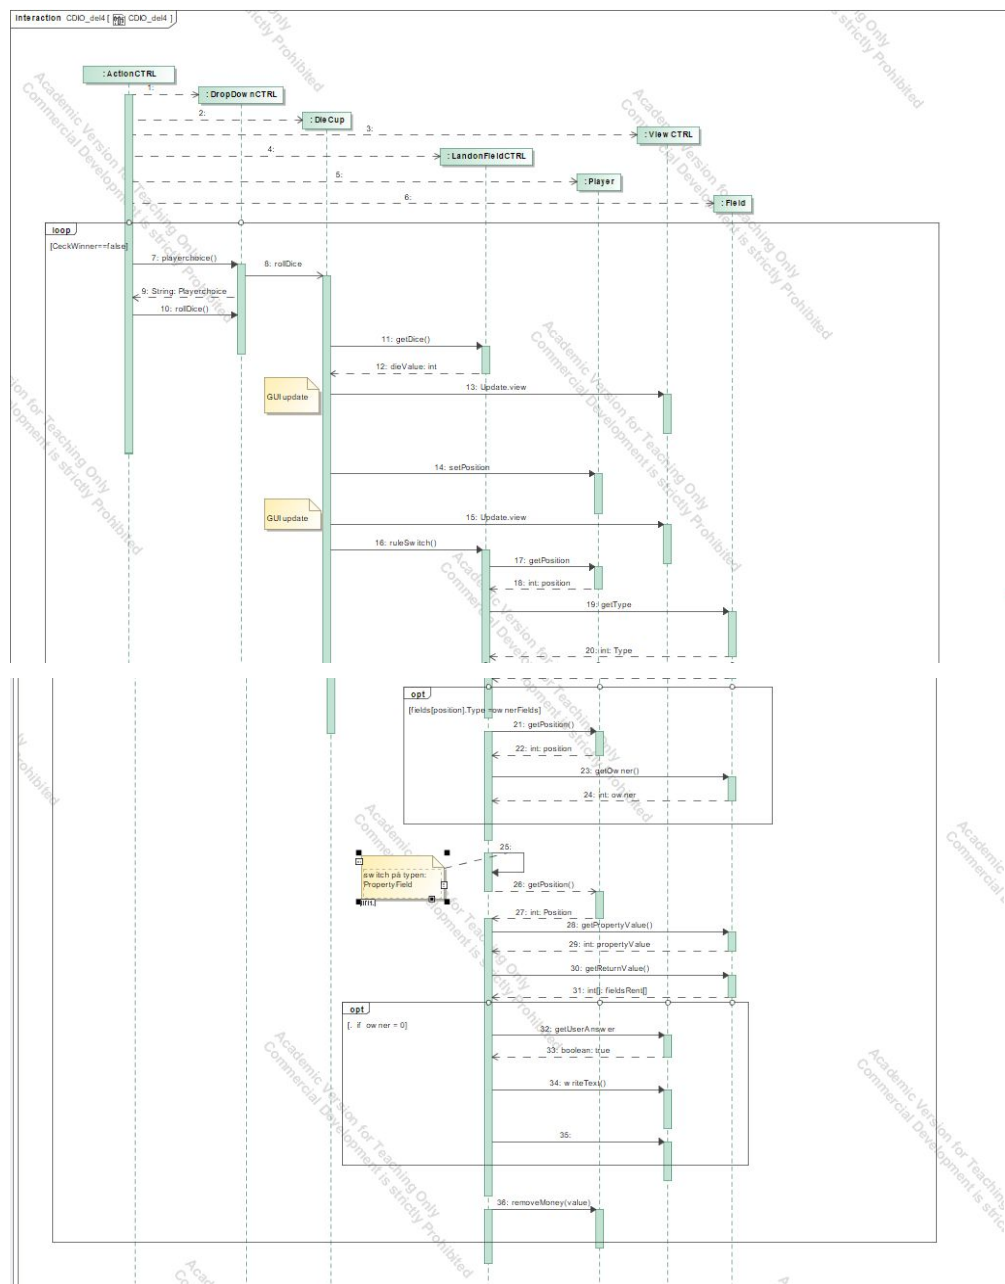 interaction CDIO_del4 [ CDIO_del4 ]
: ActionCTRL
1:
: DropDownCTRL
2:
: DieCup
3:
: View CTRL
4:
: LandonFieldCTRL
5:
: Player
6:
: Field
loop
[CeckWinner==false]
7: playerchoice()
8: rollDice
9: String: Playerchoice
10: rollDice()
11: getDice()
12: dieValue: int
GUI update
13: Update.view
14: setPosition
GUI update
15: Update.view
16: ruleSwitch()
17: getPosition
18: int: position
19: getType
20: int: Type
opt
[fields[position].Type =ownerFields]
21: getPosition()
22: int: position
23: getOwner()
24: int: owner
25:
switch på typen:
PropertyField
26: getPosition()
27: int: Position
28: getPropertyValue()
29: int: propertyValue
30: getReturnValue()
31: int[]: fieldsRent[]
opt
[. if owner = 0]
32: getUserAnswer
33: boolean: true
34: writeText()
35:
36: removeMoney(value)
Academic Version for Teaching Only
Commercial Development is strictly Prohibited